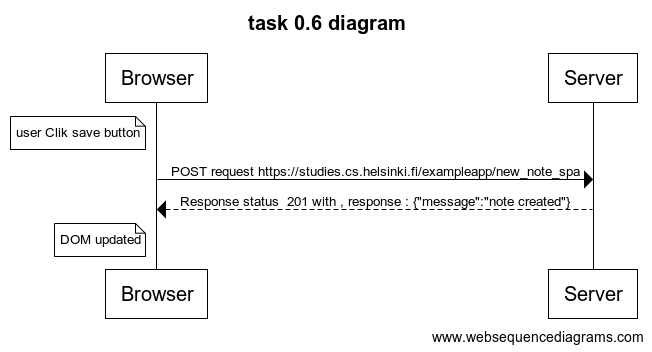 task 0.6 diagram
Browser
Server
user Clik save button
POST request https://studies.cs.helsinki.fi/exampleapp/new_note_spa
Response status  201 with , response : {"message":"note created"}
DOM updated
Browser
Server
www.websequencediagrams.com